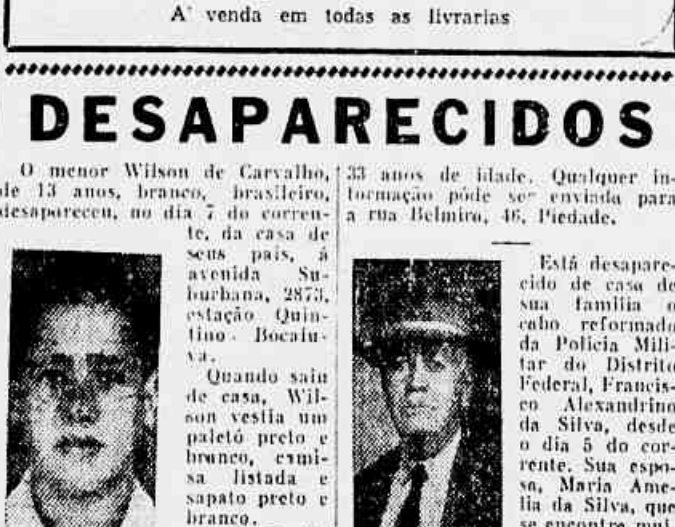 A' venda em todas as livrarias
DESAPARECIDOS
O menor Wilson de Carvalho,
de 13 anos, branco, brasileiro,
desapareceu, no dia 7 do corren-
te, da casa de
seus pais, á
avenida Su-
burbana, 2873,
estação Quin-
tino Bocaiu-
va.
Quando saiu
de casa, Wil-
son vestia um
paletó preto e
branco, cami-
sa listada e
sapato preto e
branco.
33 anos de idade. Qualquer in-
formação póde ser enviada para
a rua Belmiro, 46, Piedade.
Está desapare-
cido de casa de
sua familia o
cabo reformado
da Policia Mili-
tar do Distrito
Federal, Francis-
co Alexandrino
da Silva, desde
o dia 5 do cor-
rente. Sua espo-
sa, Maria Ame-
lia da Silva, que
se encontra mui-